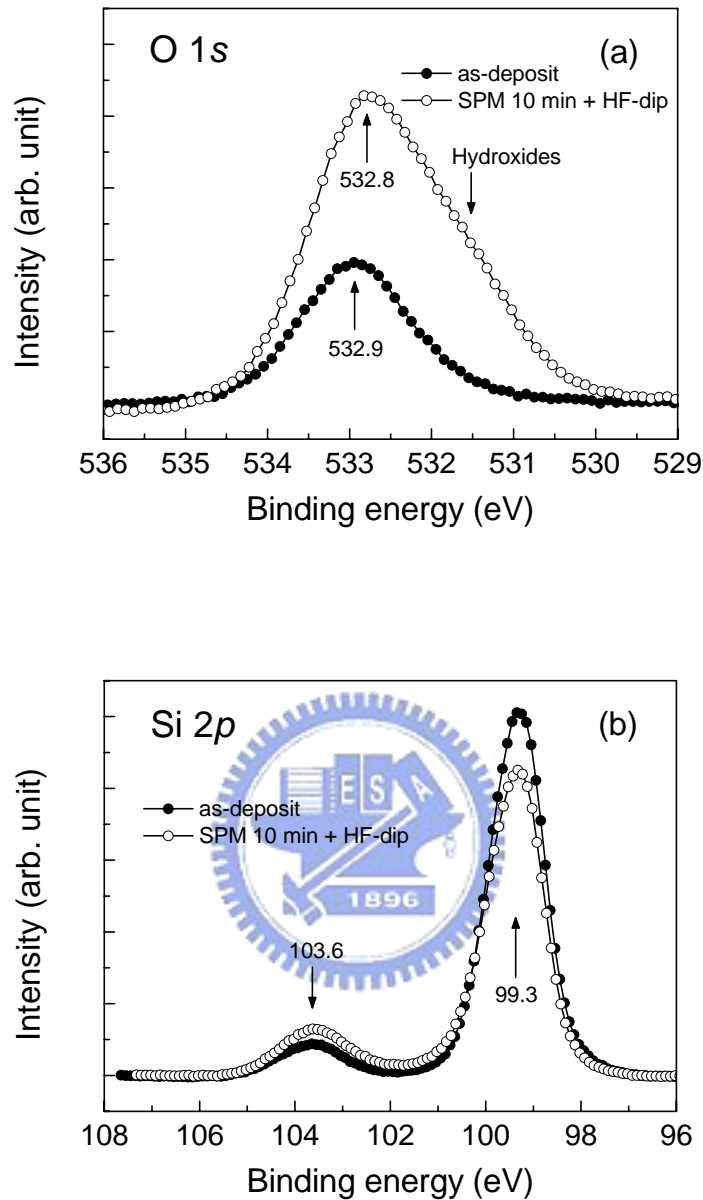 O 1s
(a)
as-deposit
SPM 10 min + HF-dip
Hydroxides
532.8
532.9
Intensity (arb. unit)
536 535 534 533 532 531 530 529
Binding energy (eV)
Si 2p
(b)
as-deposit
SPM 10 min + HF-dip
E S A
1896
103.6
99.3
Intensity (arb. unit)
108 106 104 102 100 98 96
Binding energy (eV)